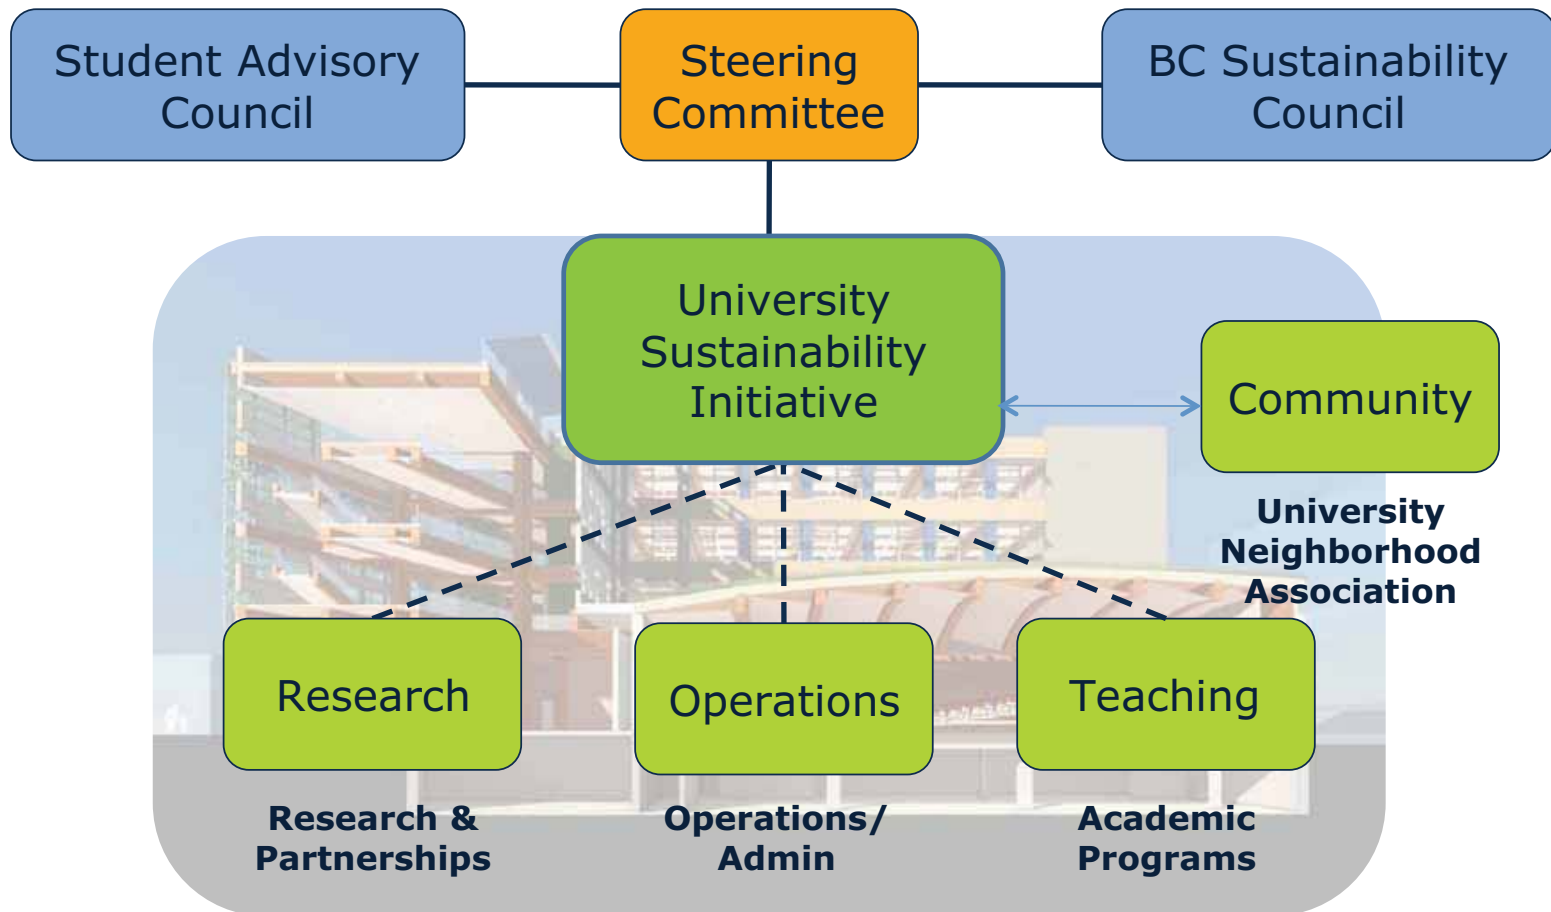 Student Advisory
Council
Steering
Committee
BC Sustainability
Council
University
Sustainability
Initiative
Community
University
Neighborhood
Association
Research
Operations
Teaching
Research &
Partnerships
Operations/
Admin
Academic
Programs